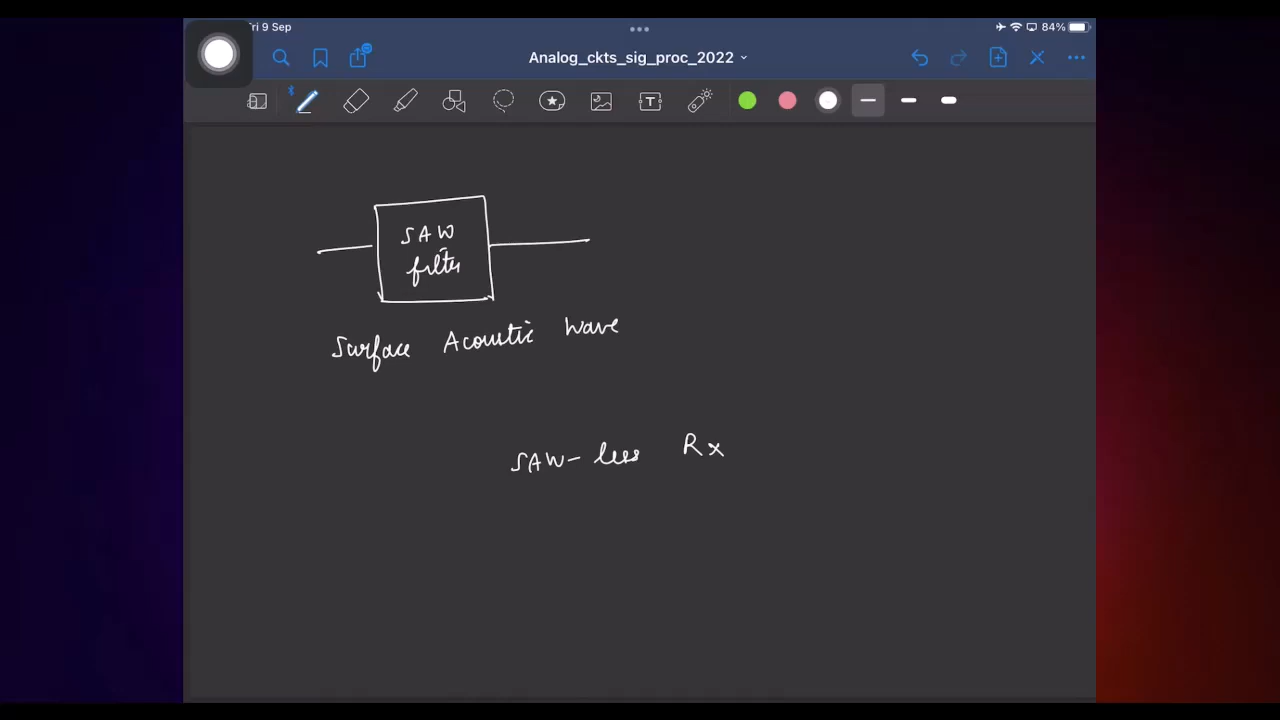 Fri 9 Sep
84%
Analog_ckts_sig_proc_2022
SAW
filter
Surface Acoustic Wave
SAW- less Rx